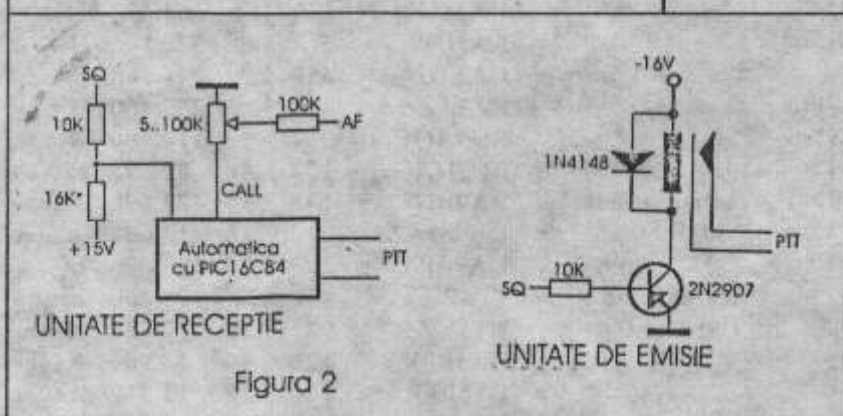 SQ
10K
16K*
+15V
5..100K
100K
AF
CALL
Automatica
cu PIC16C84
PTT
UNITATE DE RECEPTIE
-16V
1N4148
PTT
SQ
10K
2N2907
UNITATE DE EMISIE
Figura 2